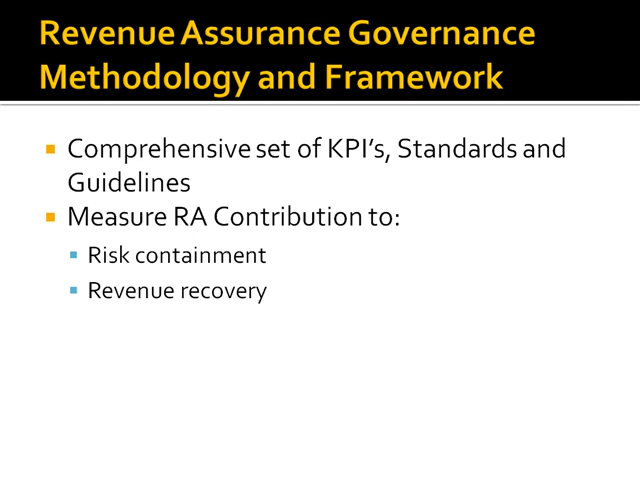 Revenue Assurance Governance
Methodology and Framework
Comprehensive set of KPI's, Standards and
Guidelines
Measure RA Contribution to:
Risk containment
Revenue recovery